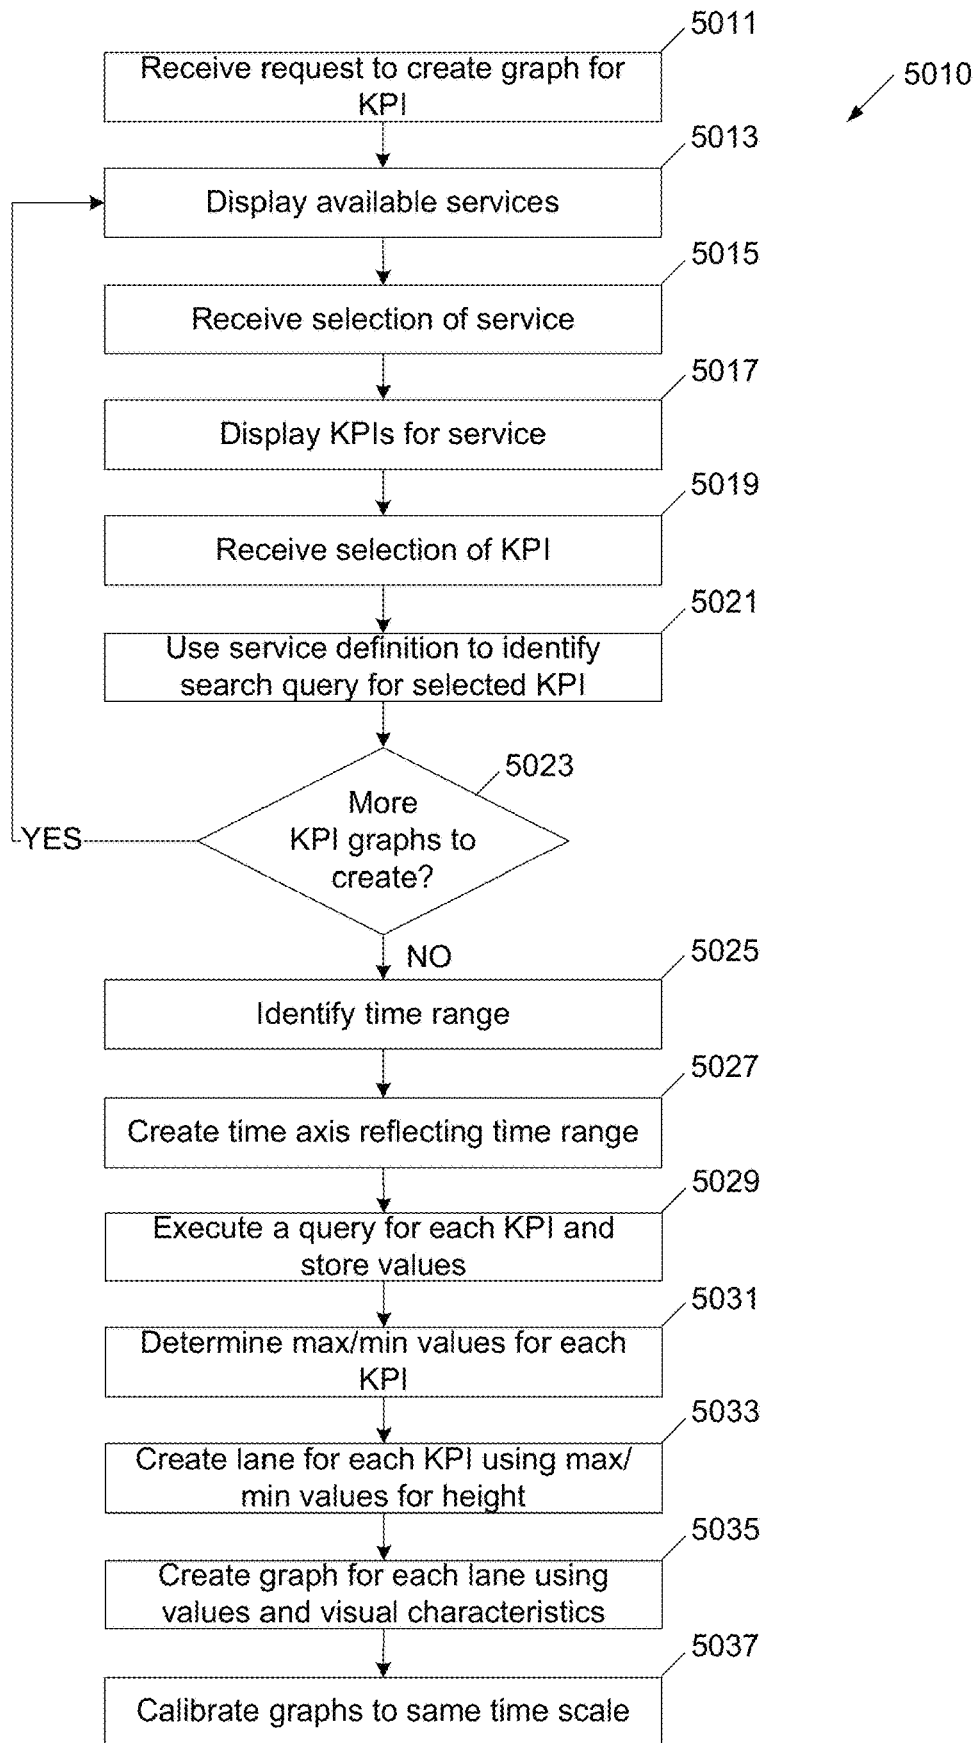 5011
Receive request to create graph for
KPI
5010
5013
Display available services
5015
Receive selection of service
5017
Display KPIs for service
5019
Receive selection of KPI
5021
Use service definition to identify
search query for selected KPI
5023
More
KPI graphs to
create?
YES
NO
5025
Identify time range
5027
Create time axis reflecting time range
5029
Execute a query for each KPI and
store values
5031
Determine max/min values for each
KPI
5033
Create lane for each KPI using max/
min values for height
5035
Create graph for each lane using
values and visual characteristics
5037
Calibrate graphs to same time scale